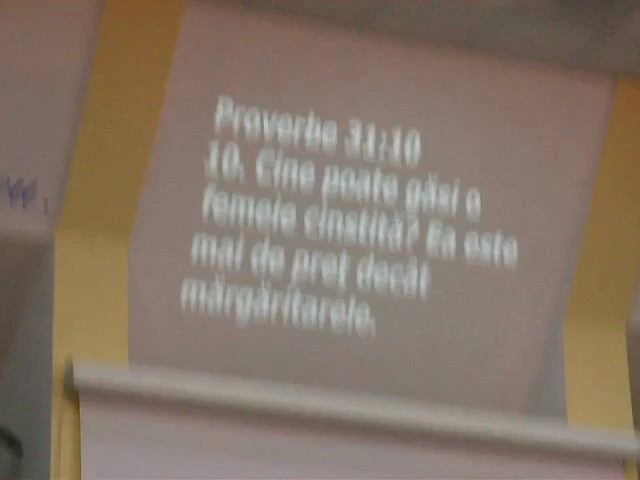 Proverbe 31:10
10. Cine poate găsi o
femeie cinstită? Ea este
mai de preţ decât
mărgăritarele.